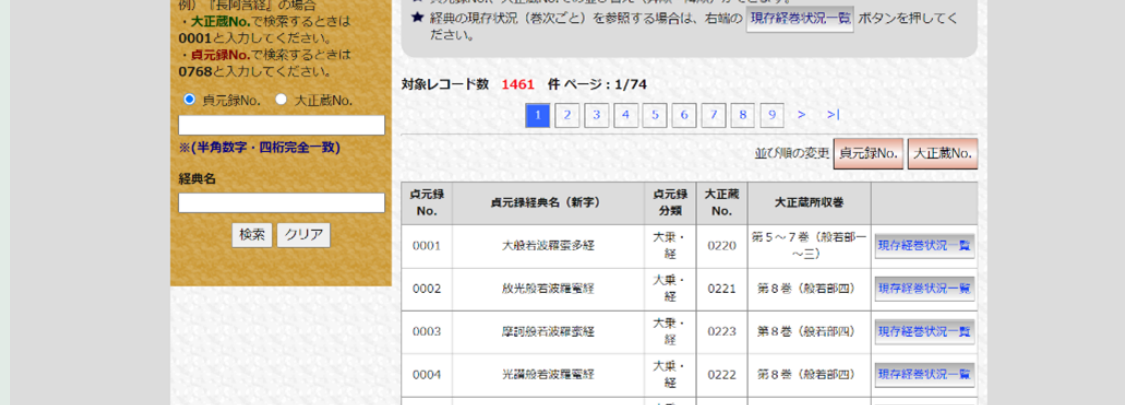 例）『長阿含経』の場合
・大正蔵No.で検索するときは
0001と入力してください。
・貞元録No.で検索するときは
0768と入力してください。
貞元録No. 大正蔵No.
※(半角数字・四桁完全一致)
経典名
検索 クリア
★ 経典の現存状況（巻次ごと）を参照する場合は、右端の 現存経巻状況一覧 ボタンを押してく
ださい。
対象レコード数 1461 件 ページ : 1/74
1 2 3 4 5 6 7 8 9 > >|
並び順の変更 貞元録No. 大正蔵No.
貞元録 No. 貞元録経典名（新字） 貞元録 分類 大正蔵 No. 大正蔵所収巻
0001 大般若波羅蜜多経 大乗・経 0220 第５～７巻（般若部一～三） 現存経巻状況一覧
0002 放光般若波羅蜜経 大乗・経 0221 第８巻（般若部四） 現存経巻状況一覧
0003 摩訶般若波羅蜜経 大乗・経 0223 第８巻（般若部四） 現存経巻状況一覧
0004 光讃般若波羅蜜経 大乗・経 0222 第８巻（般若部四） 現存経巻状況一覧